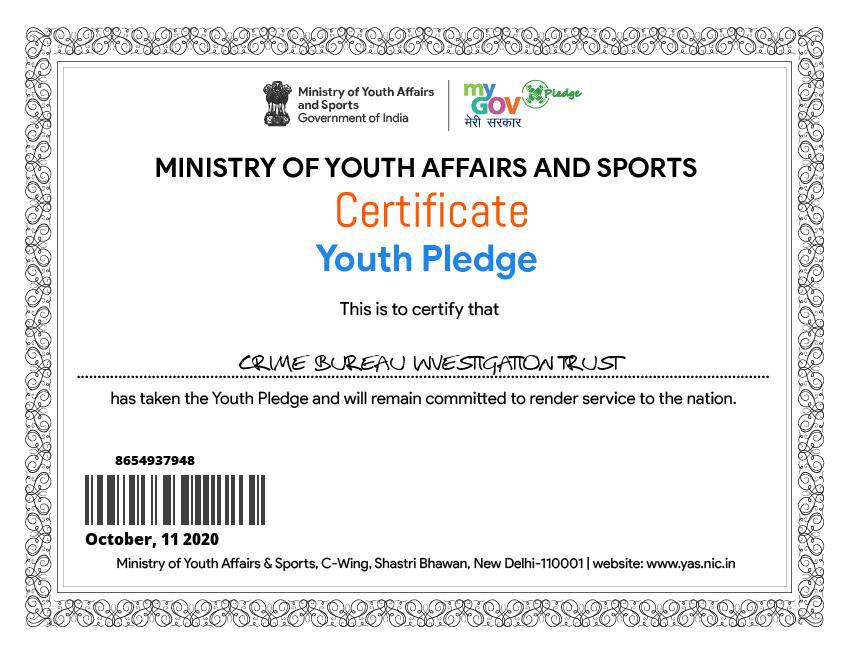 Ministry of Youth Affairs
and Sports
Government of India
my
GOV
मेरी सरकार
Pledge
MINISTRY OF YOUTH AFFAIRS AND SPORTS
Certificate
Youth Pledge
This is to certify that
CRIME BUREAU INVESTIGATION TRUST
has taken the Youth Pledge and will remain committed to render service to the nation.
8654937948
October, 11 2020
Ministry of Youth Affairs & Sports, C-Wing, Shastri Bhawan, New Delhi-110001 | website: www.yas.nic.in